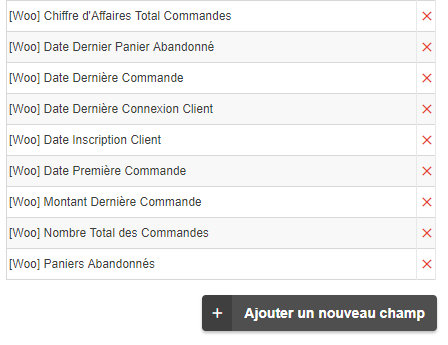 [Woo] Chiffre d'Affaires Total Commandes
[Woo] Date Dernier Panier Abandonné
[Woo] Date Dernière Commande
[Woo] Date Dernière Connexion Client
[Woo] Date Inscription Client
[Woo] Date Première Commande
[Woo] Montant Dernière Commande
[Woo] Nombre Total des Commandes
[Woo] Paniers Abandonnés
+ Ajouter un nouveau champ